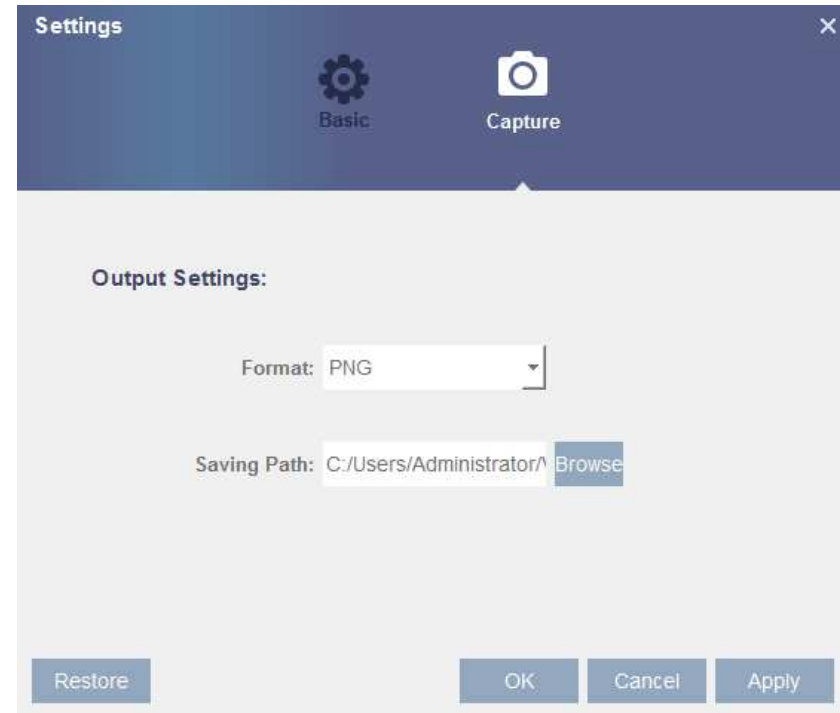 Settings
Basic
Capture
Output Settings:
Format: PNG
Saving Path: C:/Users/Administrator/ Browse
Restore OK Cancel Apply